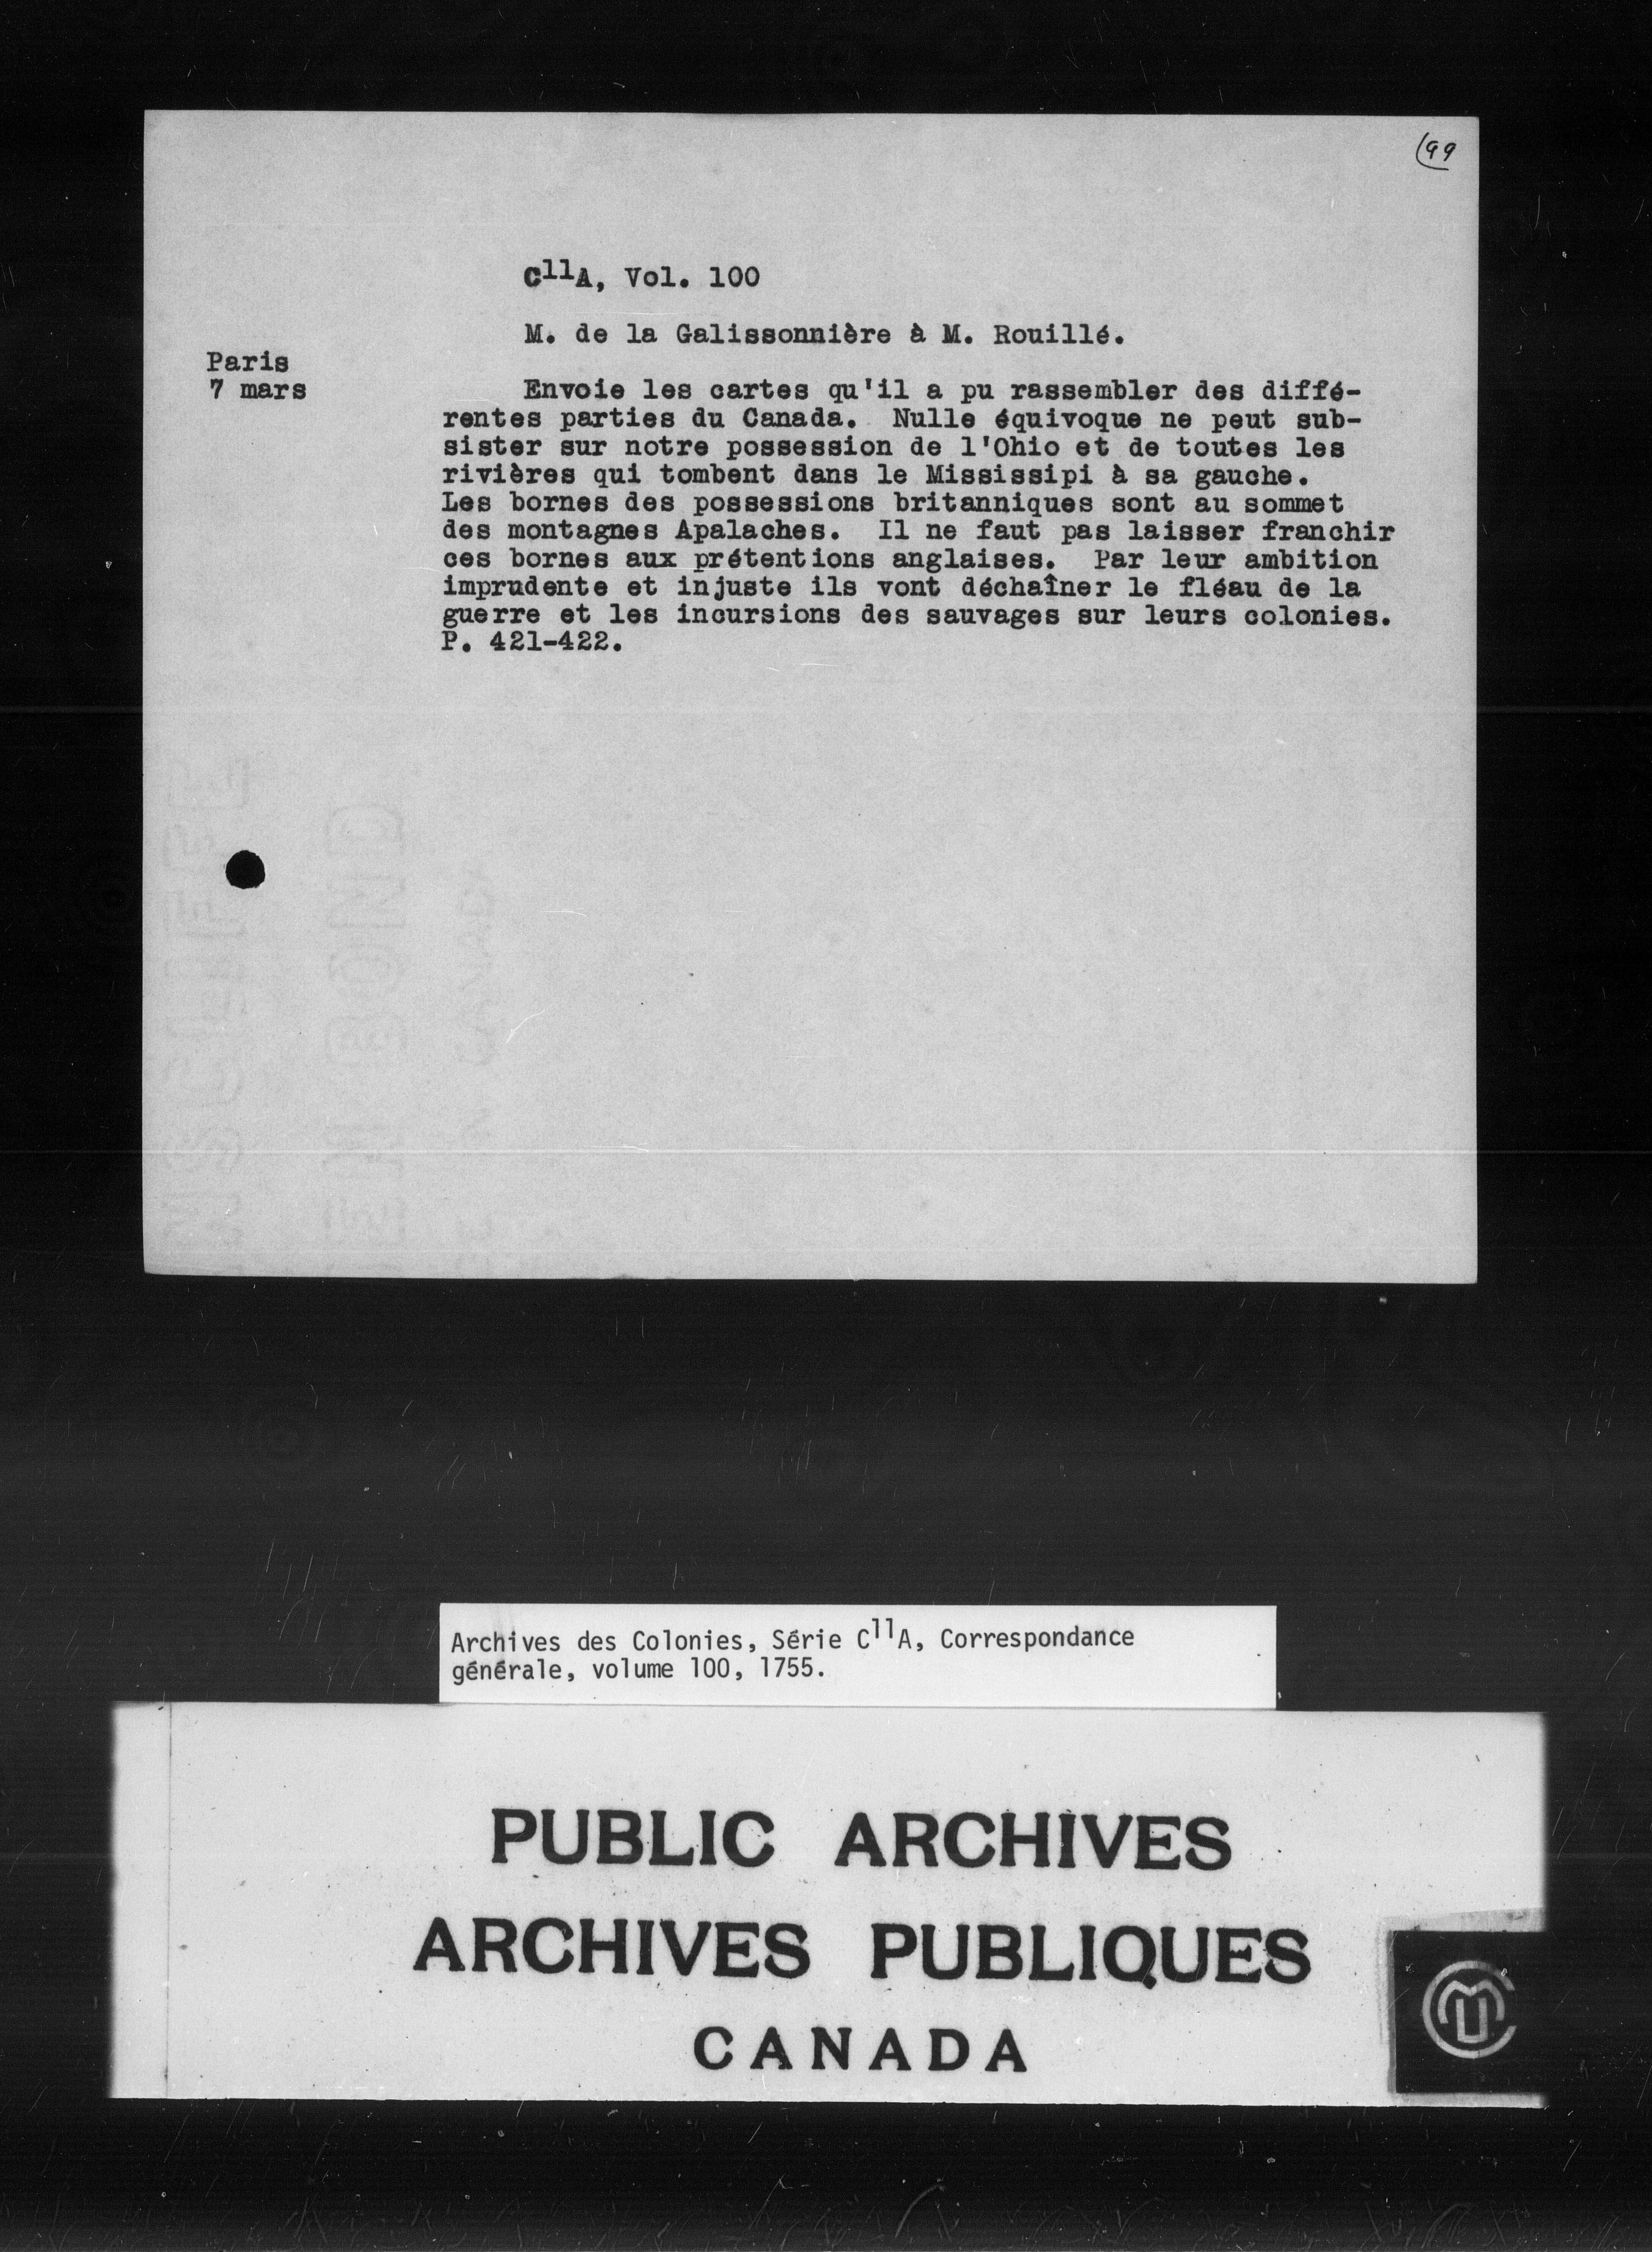 (99
C11A, Vol. 100
M. de la Galissonnière à M. Rouillé.
Paris
7 mars
Envoie les cartes qu'il a pu rassembler des diffé-
rentes parties du Canada. Nulle équivoque ne peut sub-
sister sur notre possession de l'Ohio et de toutes les
rivières qui tombent dans le Mississipi à sa gauche.
Les bornes des possessions britanniques sont au sommet
des montagnes Apalaches. Il ne faut pas laisser franchir
ces bornes aux prétentions anglaises. Par leur ambition
imprudente et injuste ils vont déchaîner le fléau de la
guerre et les incursions des sauvages sur leurs colonies.
P. 421-422.
Archives des Colonies, Série C11A, Correspondance
générale, volume 100, 1755.
PUBLIC ARCHIVES
ARCHIVES PUBLIQUES
CANADA